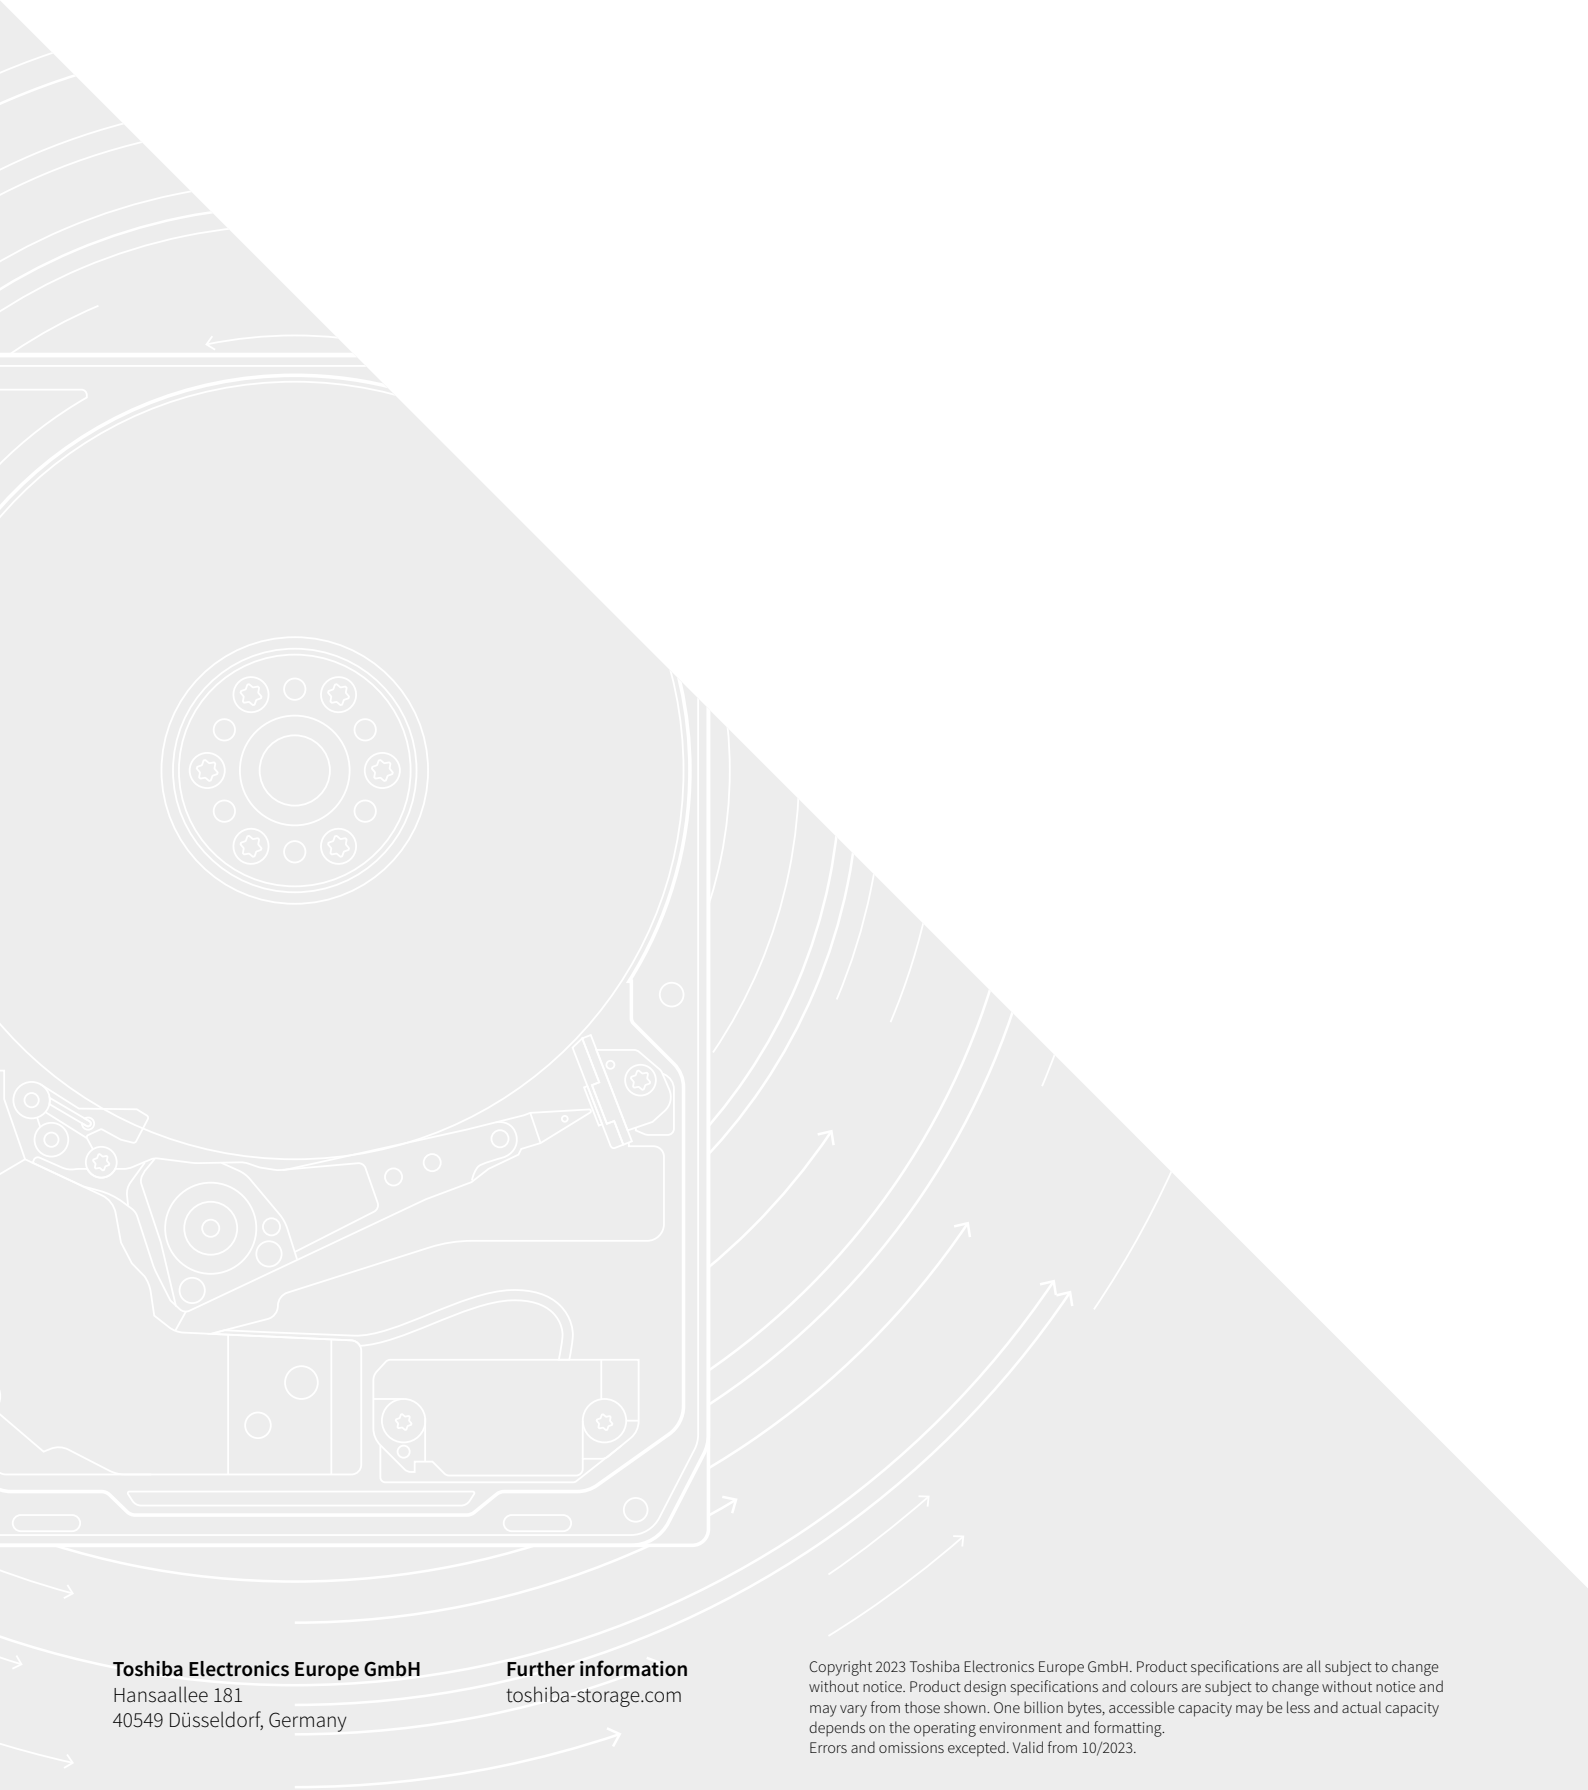 Toshiba Electronics Europe GmbH
Hansaallee 181
40549 Düsseldorf, Germany
Further information
toshiba-storage.com
Copyright 2023 Toshiba Electronics Europe GmbH. Product specifications are all subject to change
without notice. Product design specifications and colours are subject to change without notice and
may vary from those shown. One billion bytes, accessible capacity may be less and actual capacity
depends on the operating environment and formatting.
Errors and omissions excepted. Valid from 10/2023.